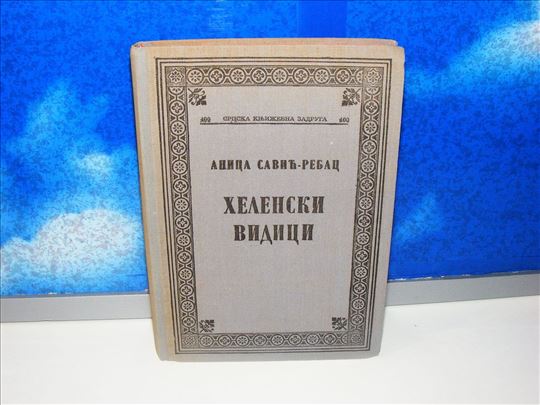 400 СРПСКА КЊИЖЕВНА ЗАДРУГА 400
АНИЦА САВИЋ-РЕБАЦ
ХЕЛЕНСКИ
ВИДИЦИ